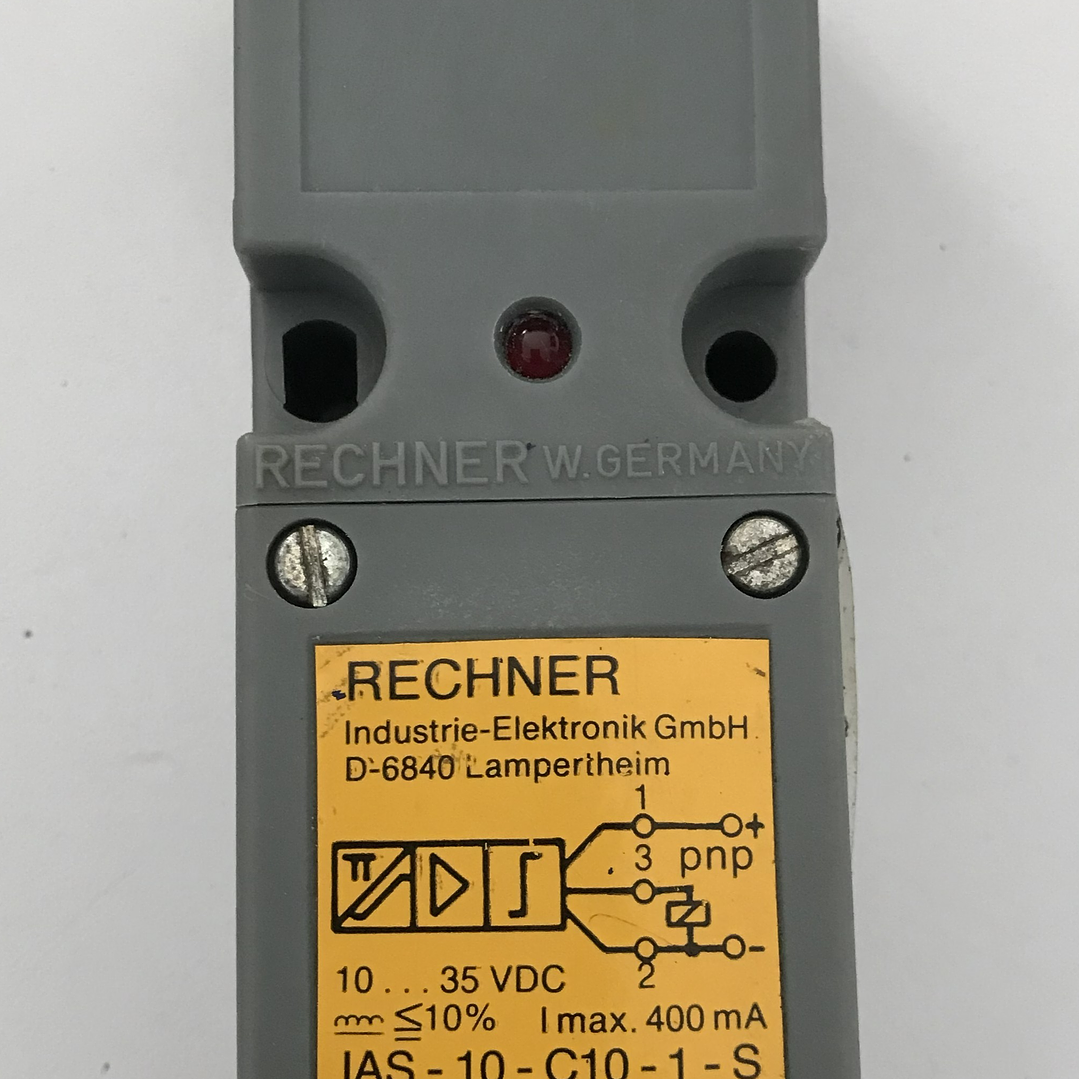 RECHNER W. GERMANY
RECHNER
Industrie-Elektronik GmbH
D-6840 Lampertheim
1
+
3 pnp
2
-
10 ... 35 VDC
≦10% I max. 400 mA
IAS - 10 - C10 - 1 - S